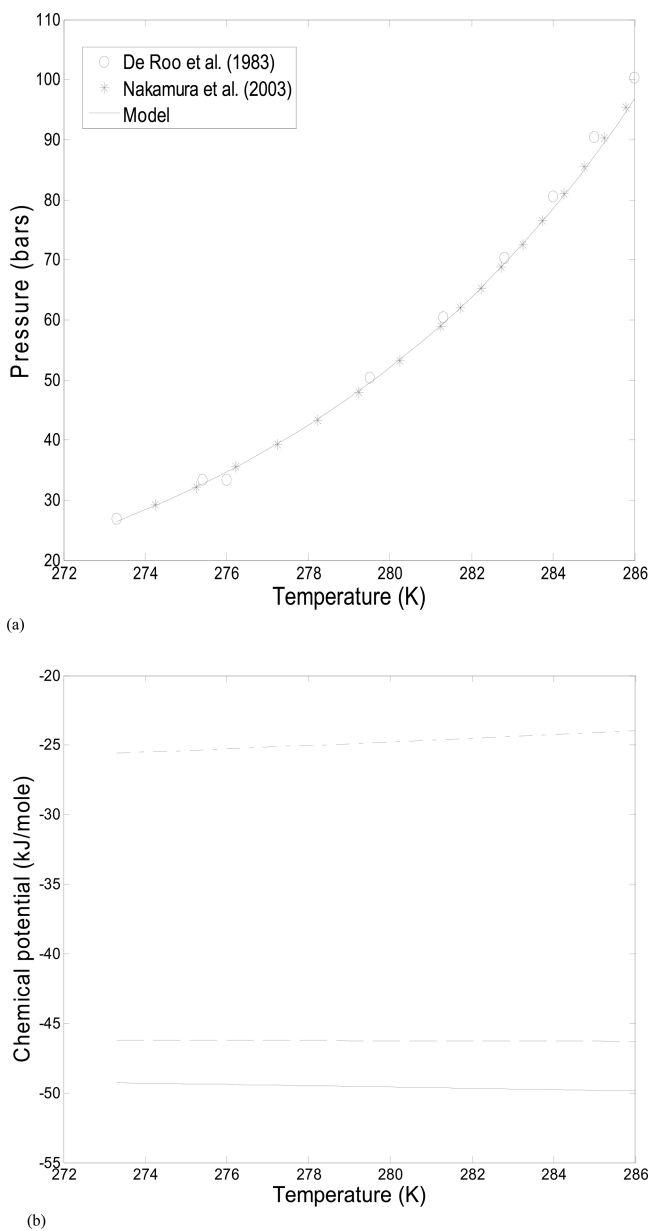 110
100
90
80
70
60
50
40
30
20
Pressure (bars)
De Roo et al. (1983)
Nakamura et al. (2003)
Model
272 274 276 278 280 282 284 286
Temperature (K)
(a)
-20
-25
-30
-35
-40
-45
-50
-55
Chemical potential (kJ/mole)
272 274 276 278 280 282 284 286
Temperature (K)
(b)